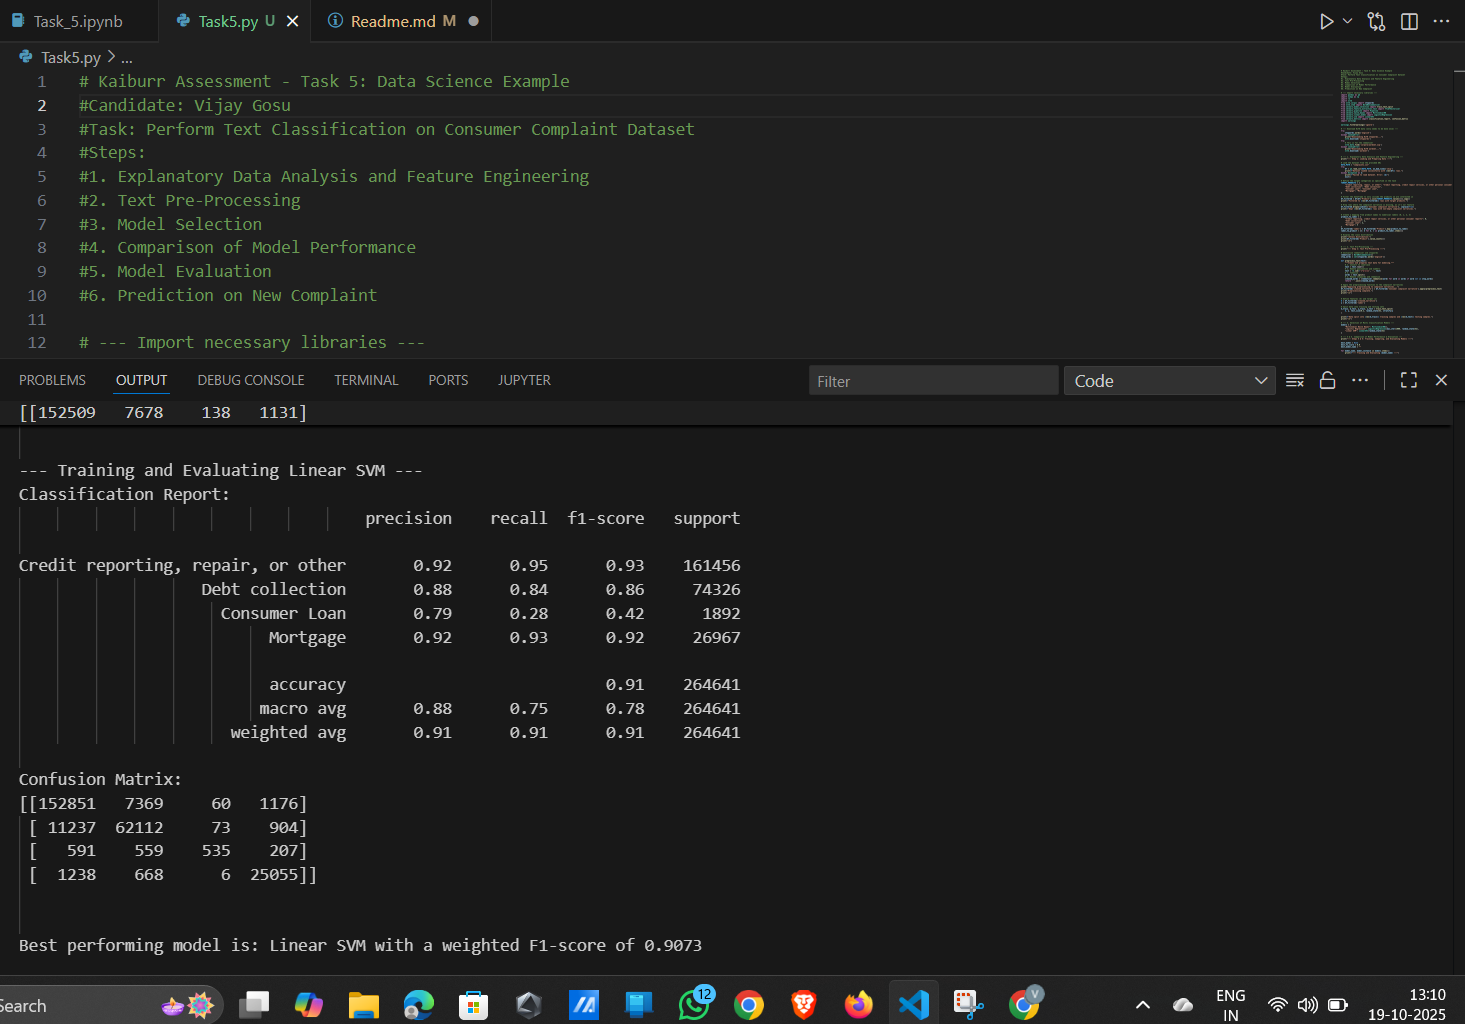 Task_5.ipynb
Task5.py U
Readme.md M
Task5.py > ...
1 # Kaiburr Assessment - Task 5: Data Science Example
2 #Candidate: Vijay Gosu
3 #Task: Perform Text Classification on Consumer Complaint Dataset
4 #Steps:
5 #1. Explanatory Data Analysis and Feature Engineering
6 #2. Text Pre-Processing
7 #3. Model Selection
8 #4. Comparison of Model Performance
9 #5. Model Evaluation
10 #6. Prediction on New Complaint
11
12 # --- Import necessary libraries ---
PROBLEMS OUTPUT DEBUG CONSOLE TERMINAL PORTS JUPYTER Filter Code
[[152509 7678 138 1131]
--- Training and Evaluating Linear SVM ---
Classification Report:
precision recall f1-score support
Credit reporting, repair, or other 0.92 0.95 0.93 161456
Debt collection 0.88 0.84 0.86 74326
Consumer Loan 0.79 0.28 0.42 1892
Mortgage 0.92 0.93 0.92 26967
accuracy 0.91 264641
macro avg 0.88 0.75 0.78 264641
weighted avg 0.91 0.91 0.91 264641
Confusion Matrix:
[[152851 7369 60 1176]
[ 11237 62112 73 904]
[ 591 559 535 207]
[ 1238 668 6 25055]]
Best performing model is: Linear SVM with a weighted F1-score of 0.9073
Search
12
V
ENG
IN
13:10
19-10-2025